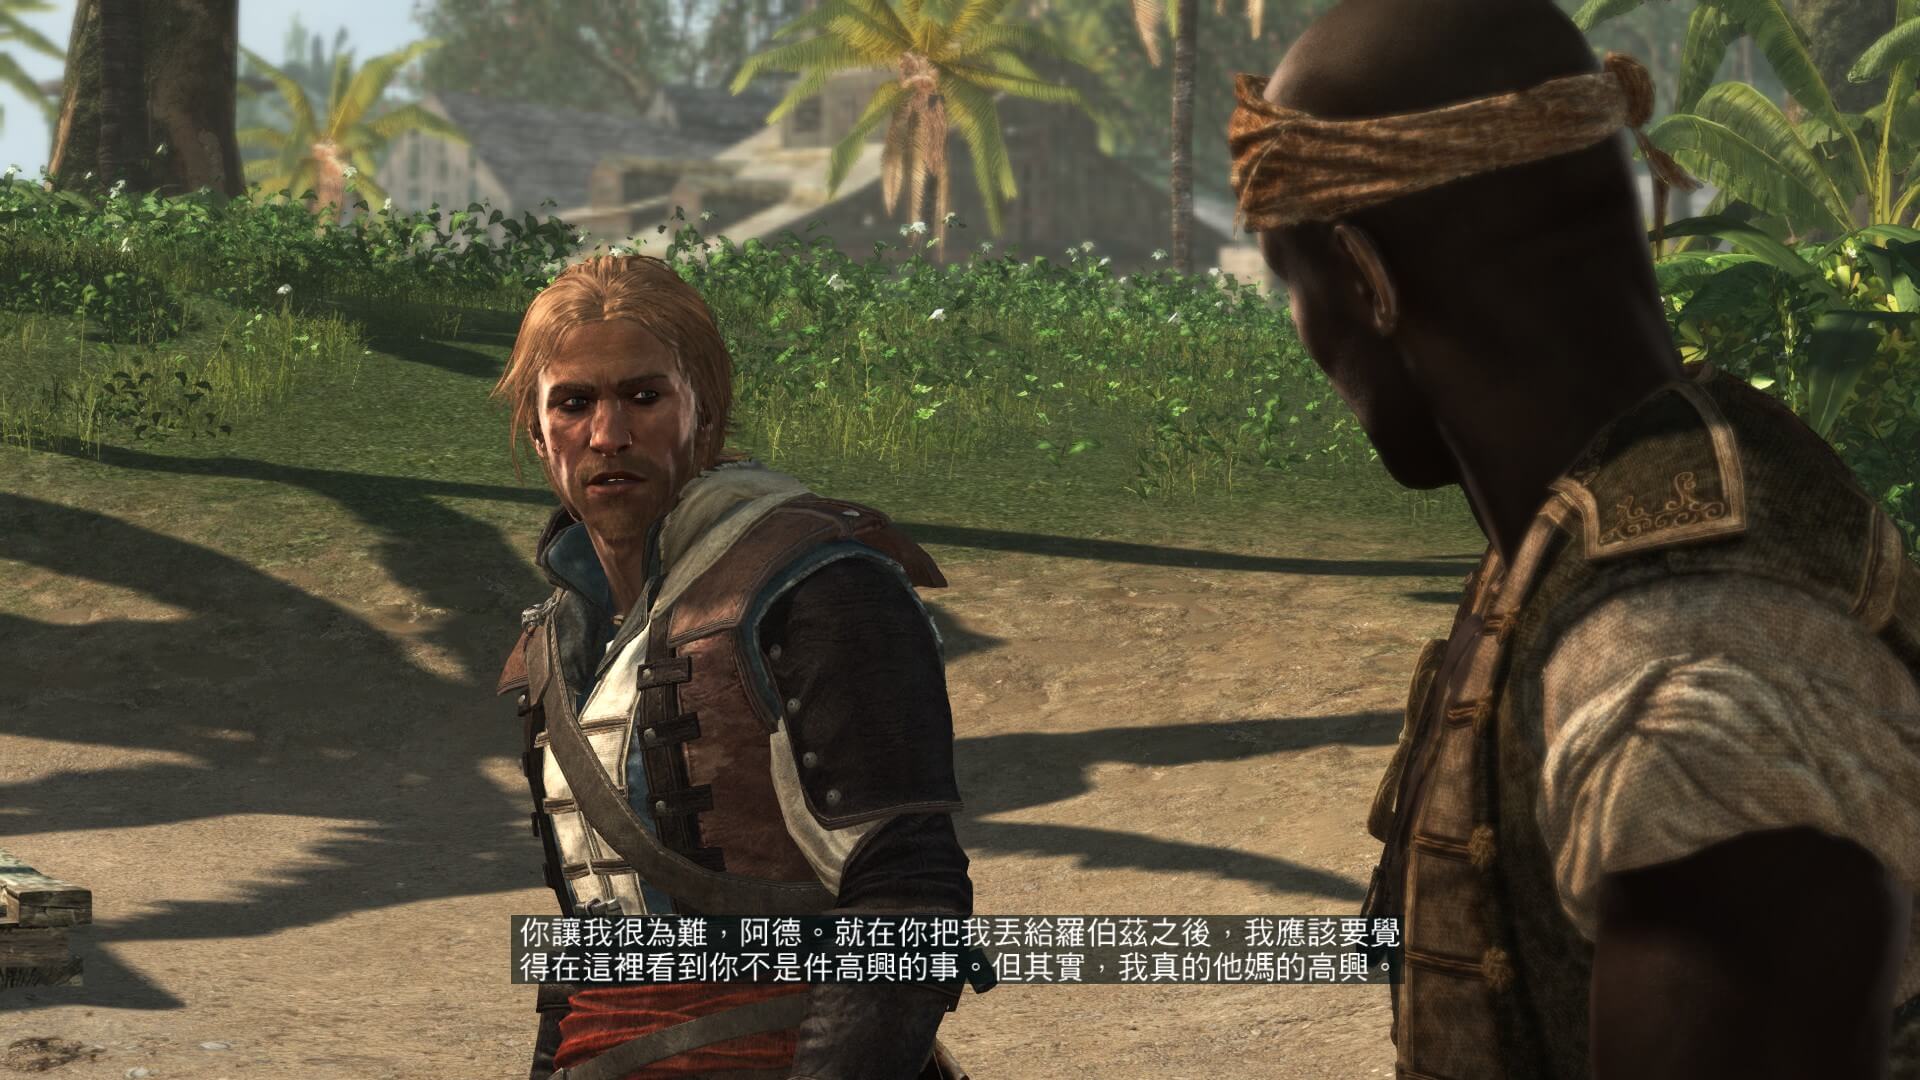 你讓我很為難，阿德。就在你把我丟給羅伯茲之後，我應該要覺
得在這裡看到你不是件高興的事。但其實，我真的他媽的高興。